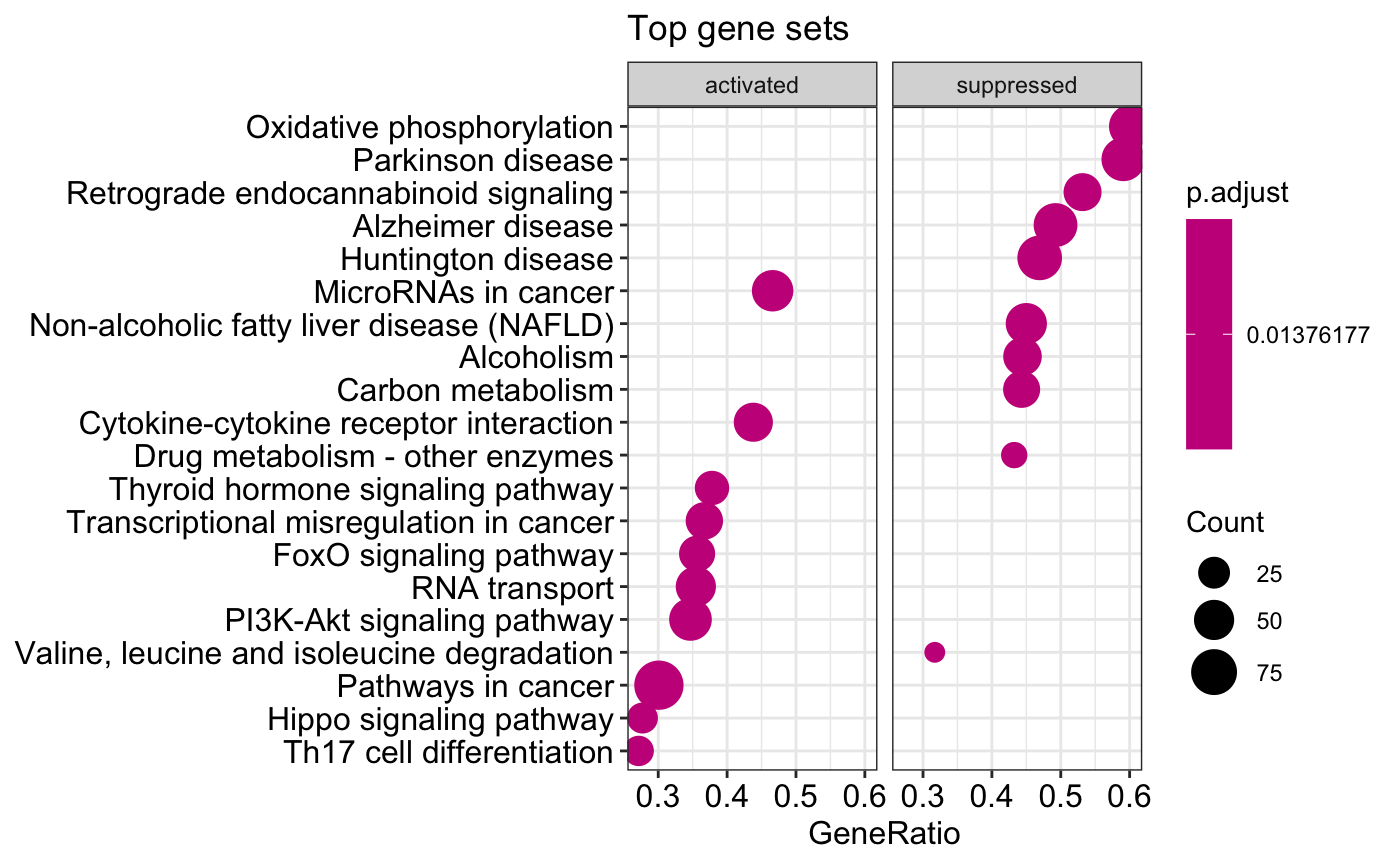 Top gene sets
activated
suppressed
Oxidative phosphorylation
Parkinson disease
Retrograde endocannabinoid signaling
Alzheimer disease
Huntington disease
MicroRNAs in cancer
Non-alcoholic fatty liver disease (NAFLD)
Alcoholism
Carbon metabolism
Cytokine-cytokine receptor interaction
Drug metabolism - other enzymes
Thyroid hormone signaling pathway
Transcriptional misregulation in cancer
FoxO signaling pathway
RNA transport
PI3K-Akt signaling pathway
Valine, leucine and isoleucine degradation
Pathways in cancer
Hippo signaling pathway
Th17 cell differentiation
0.3 0.4 0.5 0.6
0.3 0.4 0.5 0.6
GeneRatio
p.adjust
0.01376177
Count
25
50
75